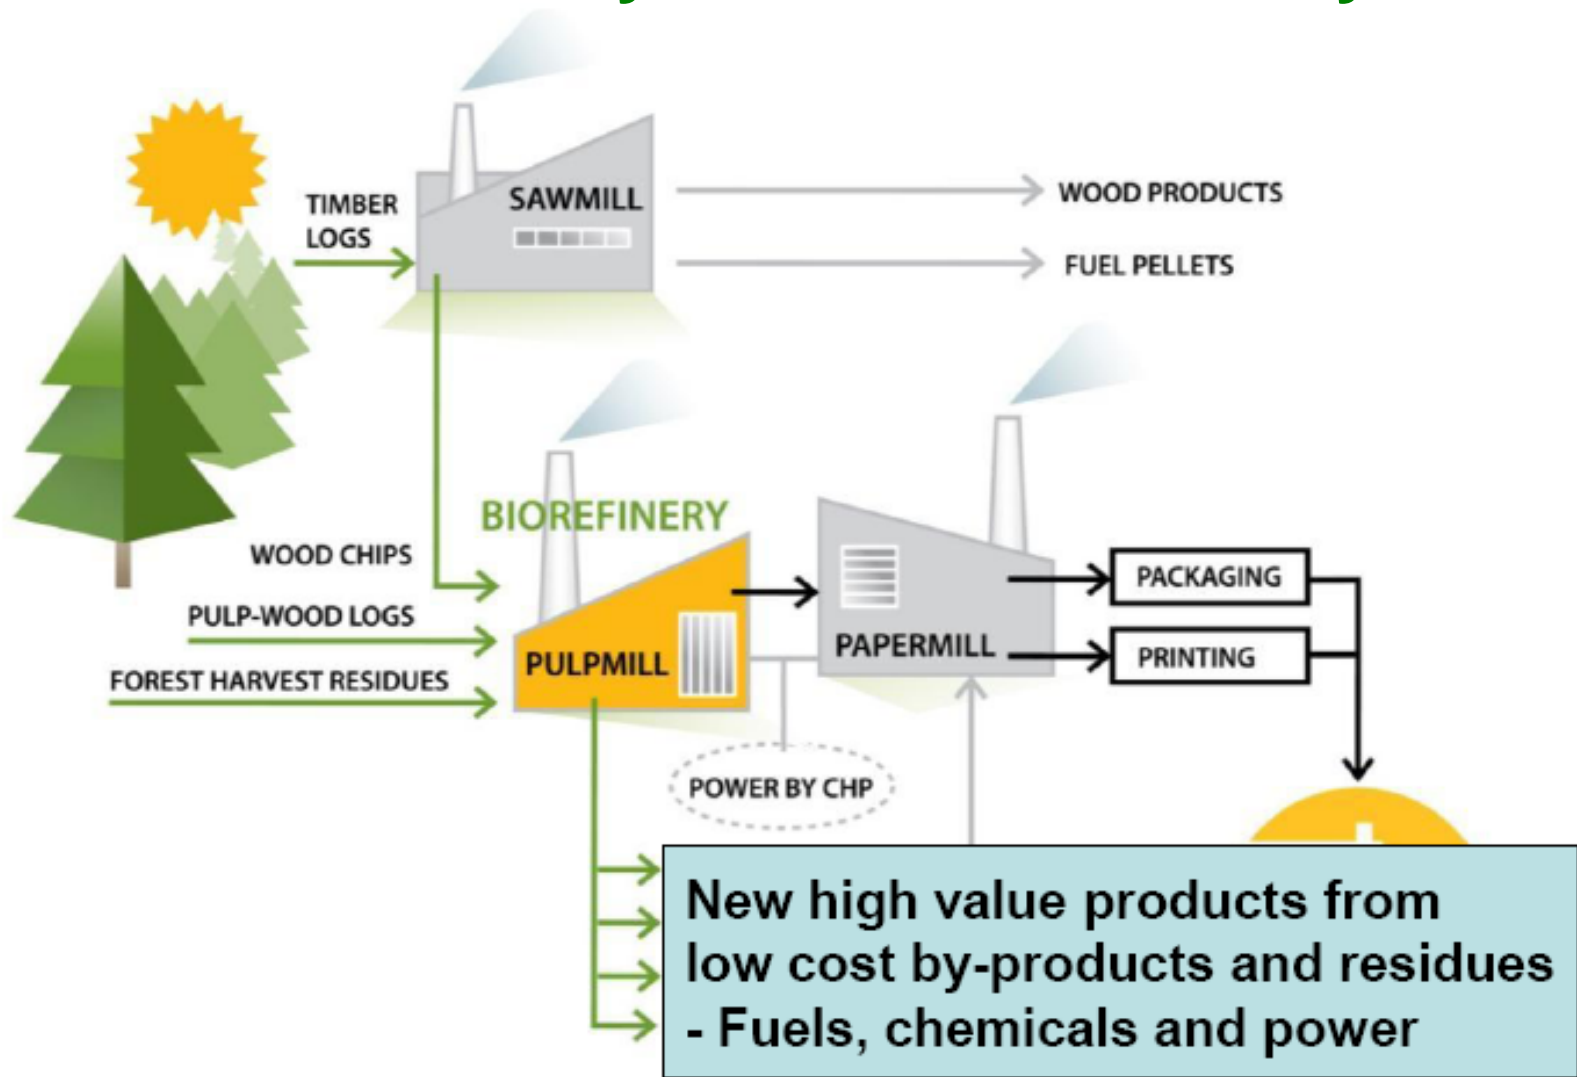 TIMBER
LOGS
SAWMILL
WOOD PRODUCTS
FUEL PELLETS
BIOREFINERY
WOOD CHIPS
PULP-WOOD LOGS
FOREST HARVEST RESIDUES
PULPMILL
PAPERMILL
PACKAGING
PRINTING
POWER BY CHP
New high value products from
low cost by-products and residues
- Fuels, chemicals and power